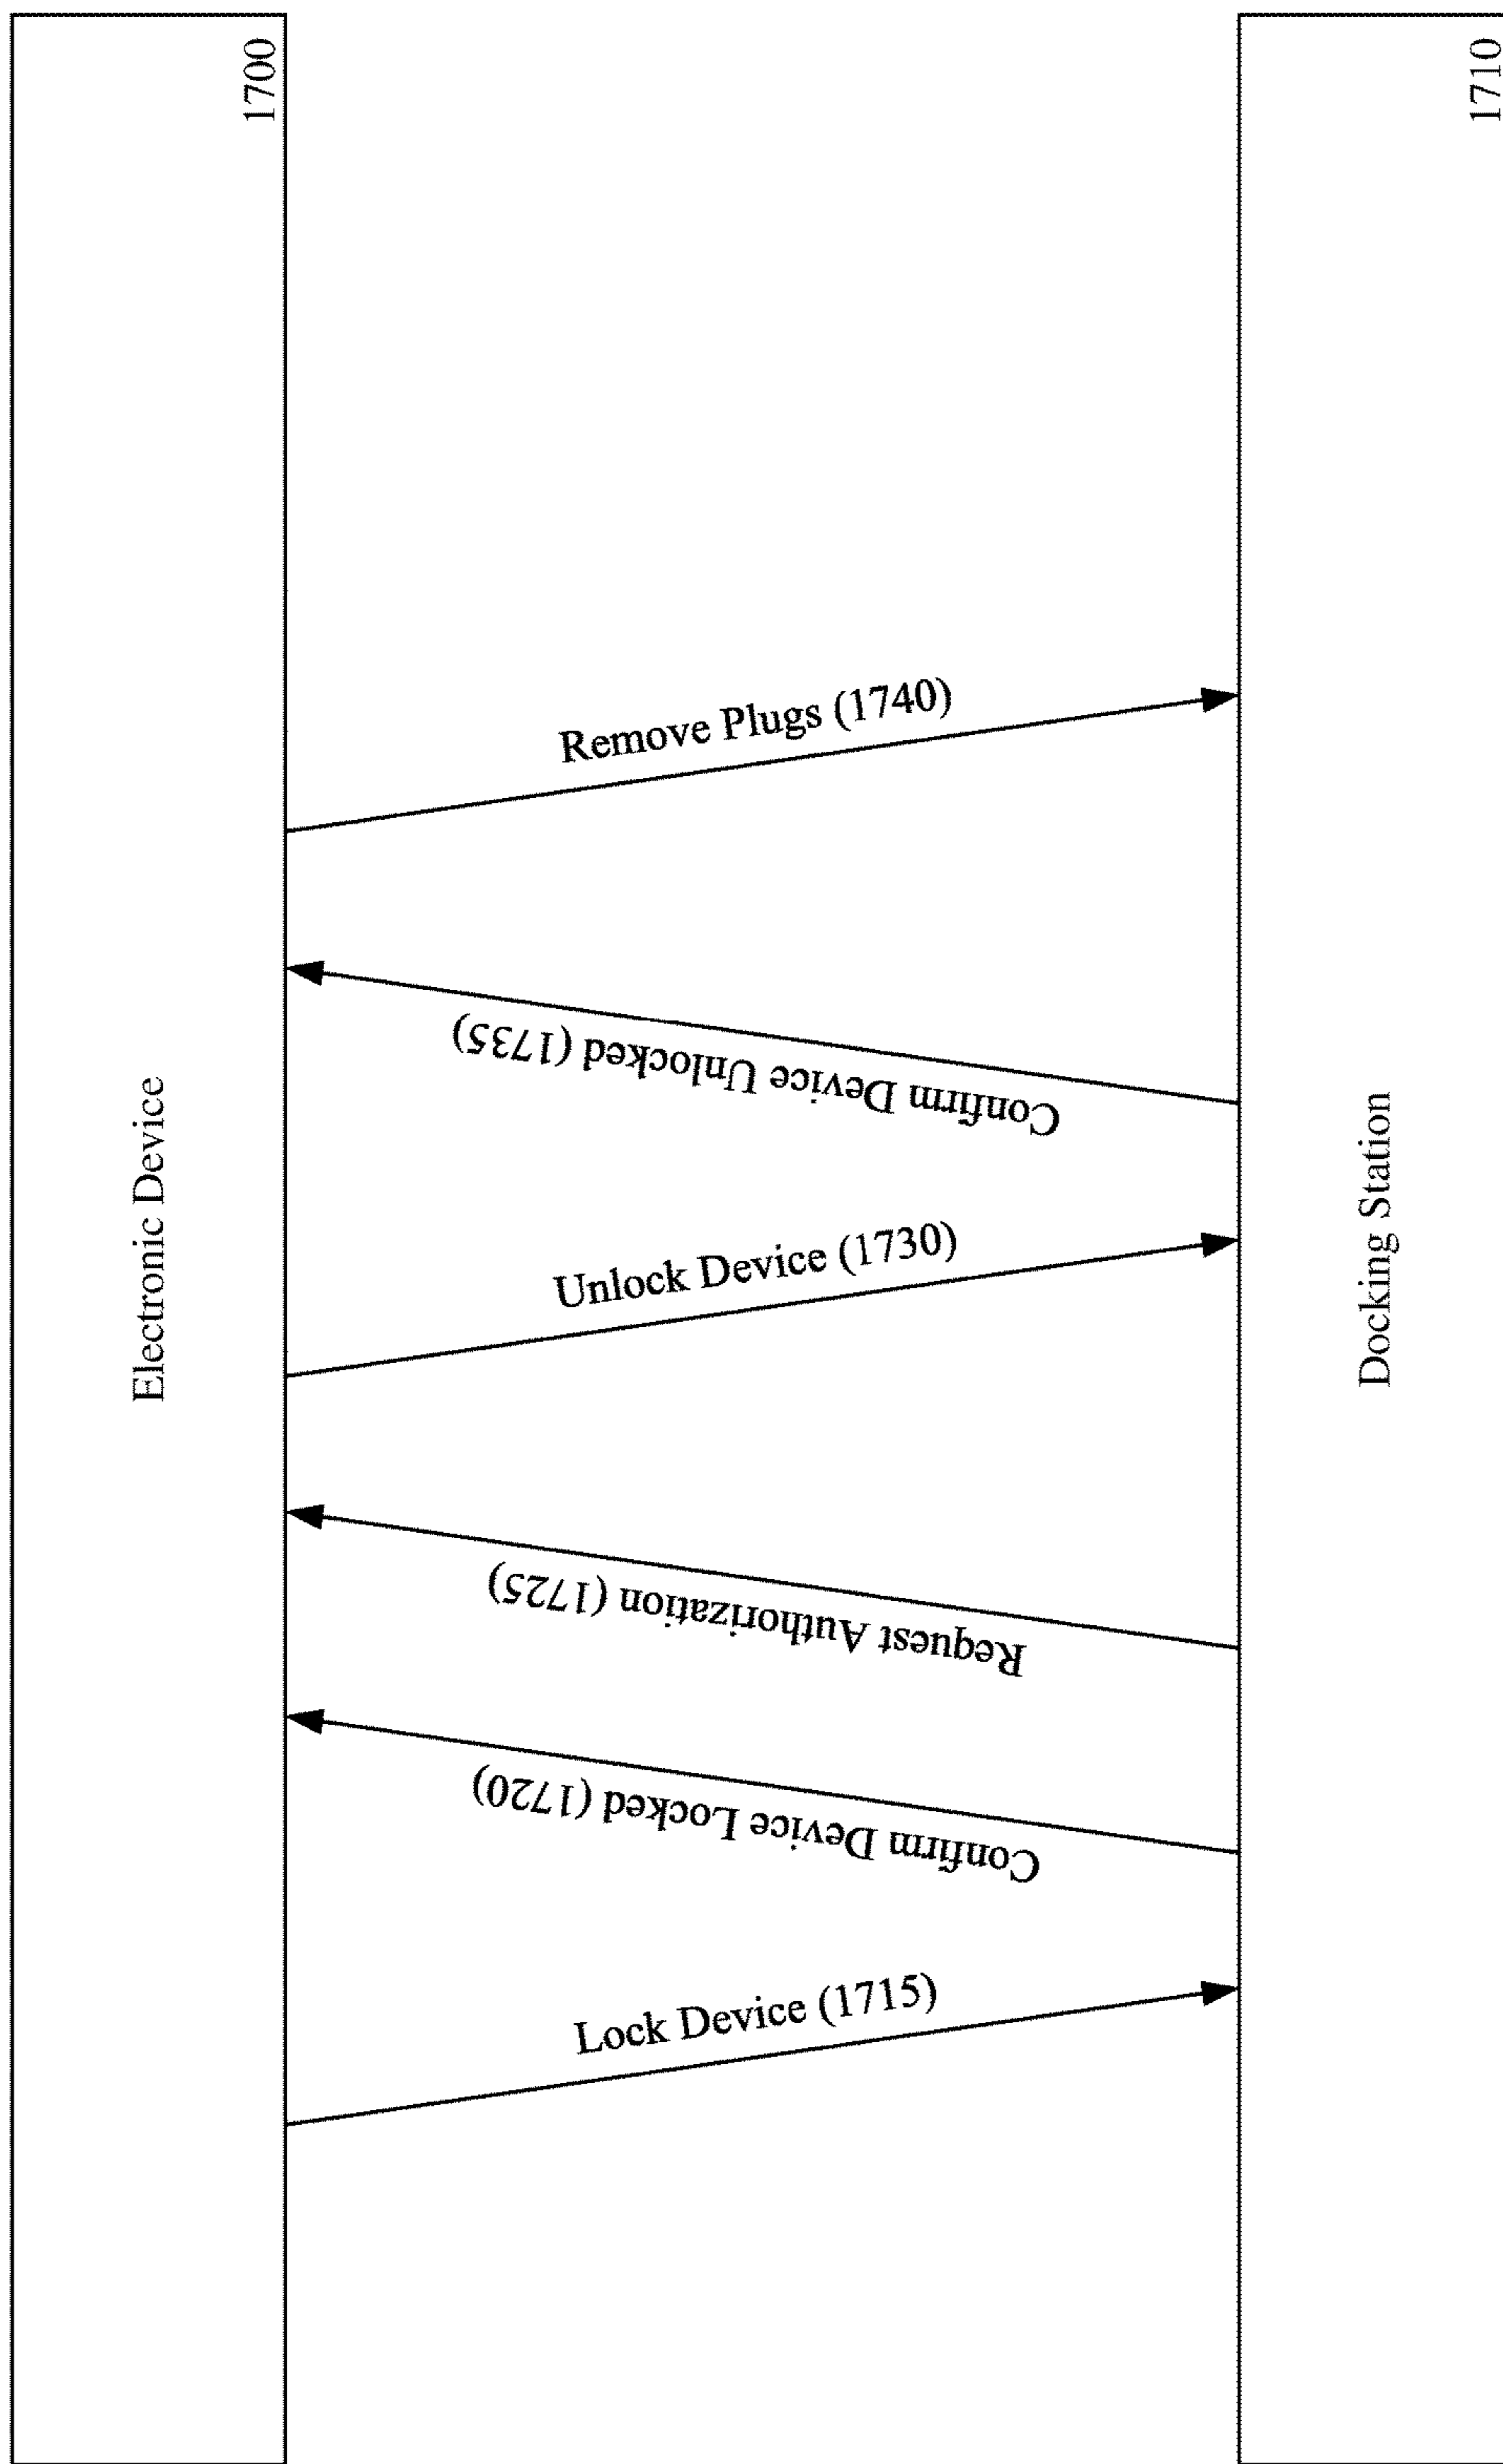 Electronic Device
1700
Lock Device (1715)
Confirm Device Locked (1720)
Request Authorization (1725)
Unlock Device (1730)
Confirm Device Unlocked (1735)
Remove Plugs (1740)
Docking Station
1710